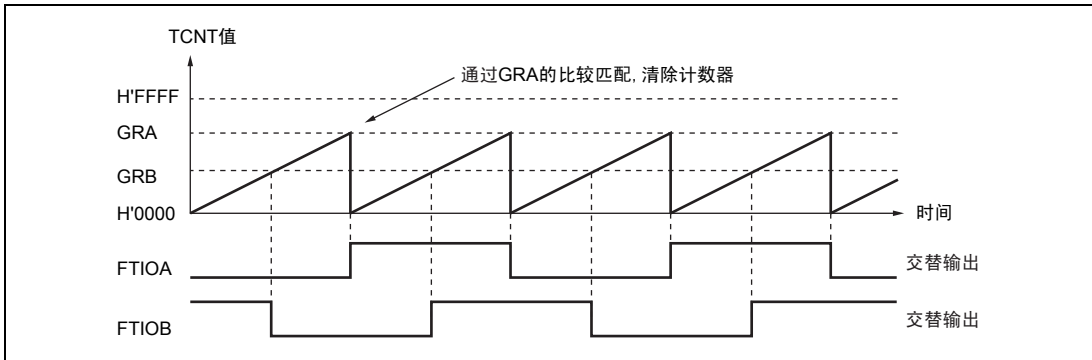 TCNT值
通过GRA的比较匹配, 清除计数器
H'FFFF
GRA
GRB
H'0000
时间
FTIOA
交替输出
FTIOB
交替输出